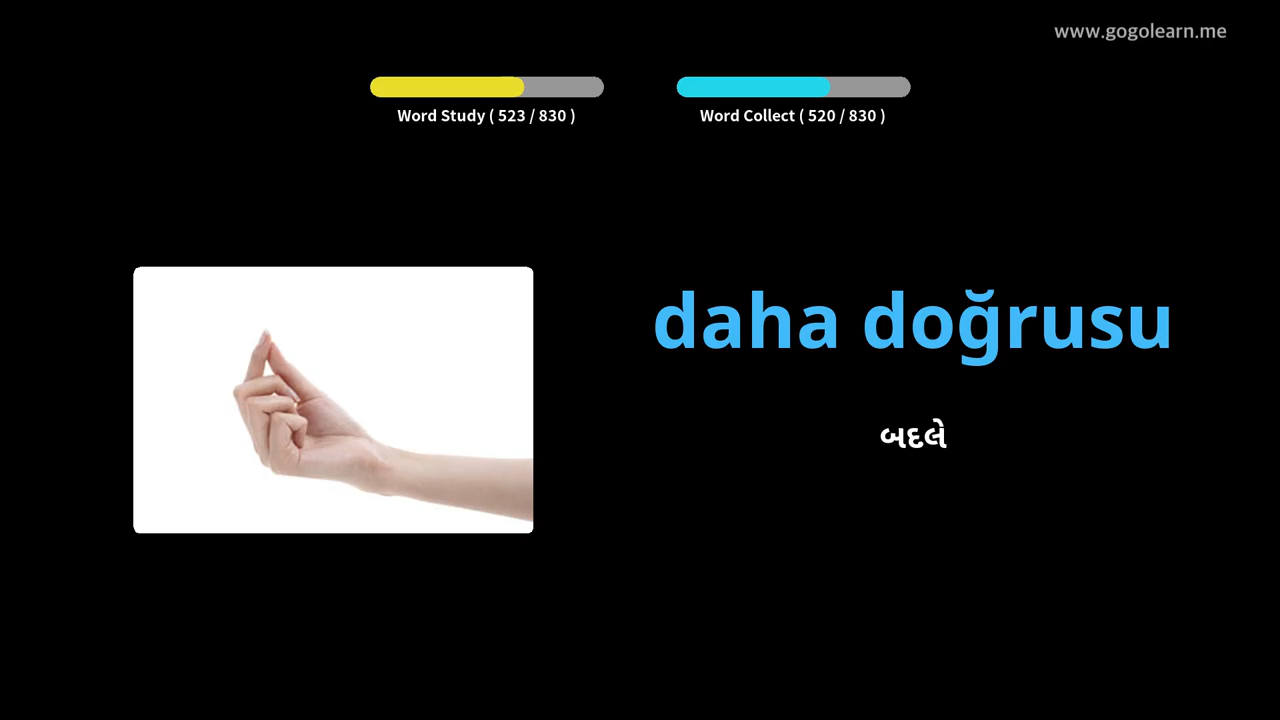 www.gogolearn.me
Word Study ( 523 / 830 )
Word Collect ( 520 / 830 )
daha doğrusu
બદલે